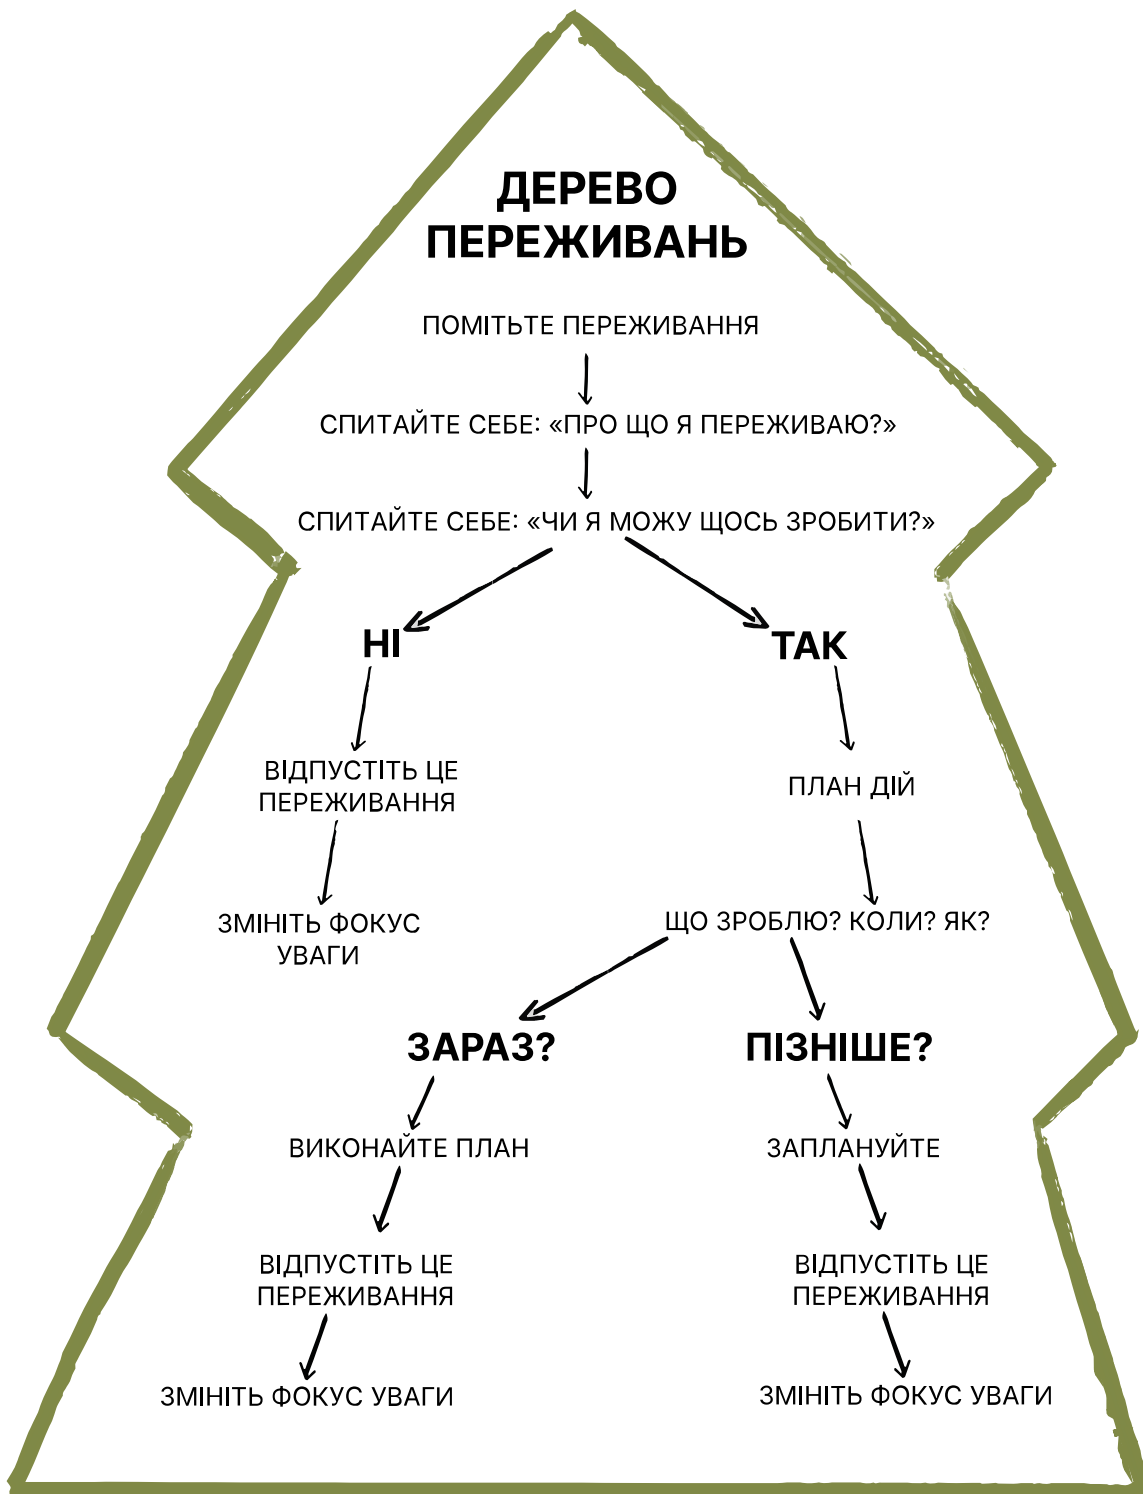 ДЕРЕВО
ПЕРЕЖИВАНЬ
ПОМІТЬТЕ ПЕРЕЖИВАННЯ
СПИТАЙТЕ СЕБЕ: «ПРО ЩО Я ПЕРЕЖИВАЮ?»
СПИТАЙТЕ СЕБЕ: «ЧИ Я МОЖУ ЩОСЬ ЗРОБИТИ?»
НІ
ТАК
ВІДПУСТІТЬ ЦЕ
ПЕРЕЖИВАННЯ
ПЛАН ДІЙ
ЗМІНІТЬ ФОКУС
УВАГИ
ЩО ЗРОБЛЮ? КОЛИ? ЯК?
ЗАРАЗ?
ПІЗНІШЕ?
ВИКОНАЙТЕ ПЛАН
ЗАПЛАНУЙТЕ
ВІДПУСТІТЬ ЦЕ
ПЕРЕЖИВАННЯ
ВІДПУСТІТЬ ЦЕ
ПЕРЕЖИВАННЯ
ЗМІНІТЬ ФОКУС УВАГИ
ЗМІНІТЬ ФОКУС УВАГИ